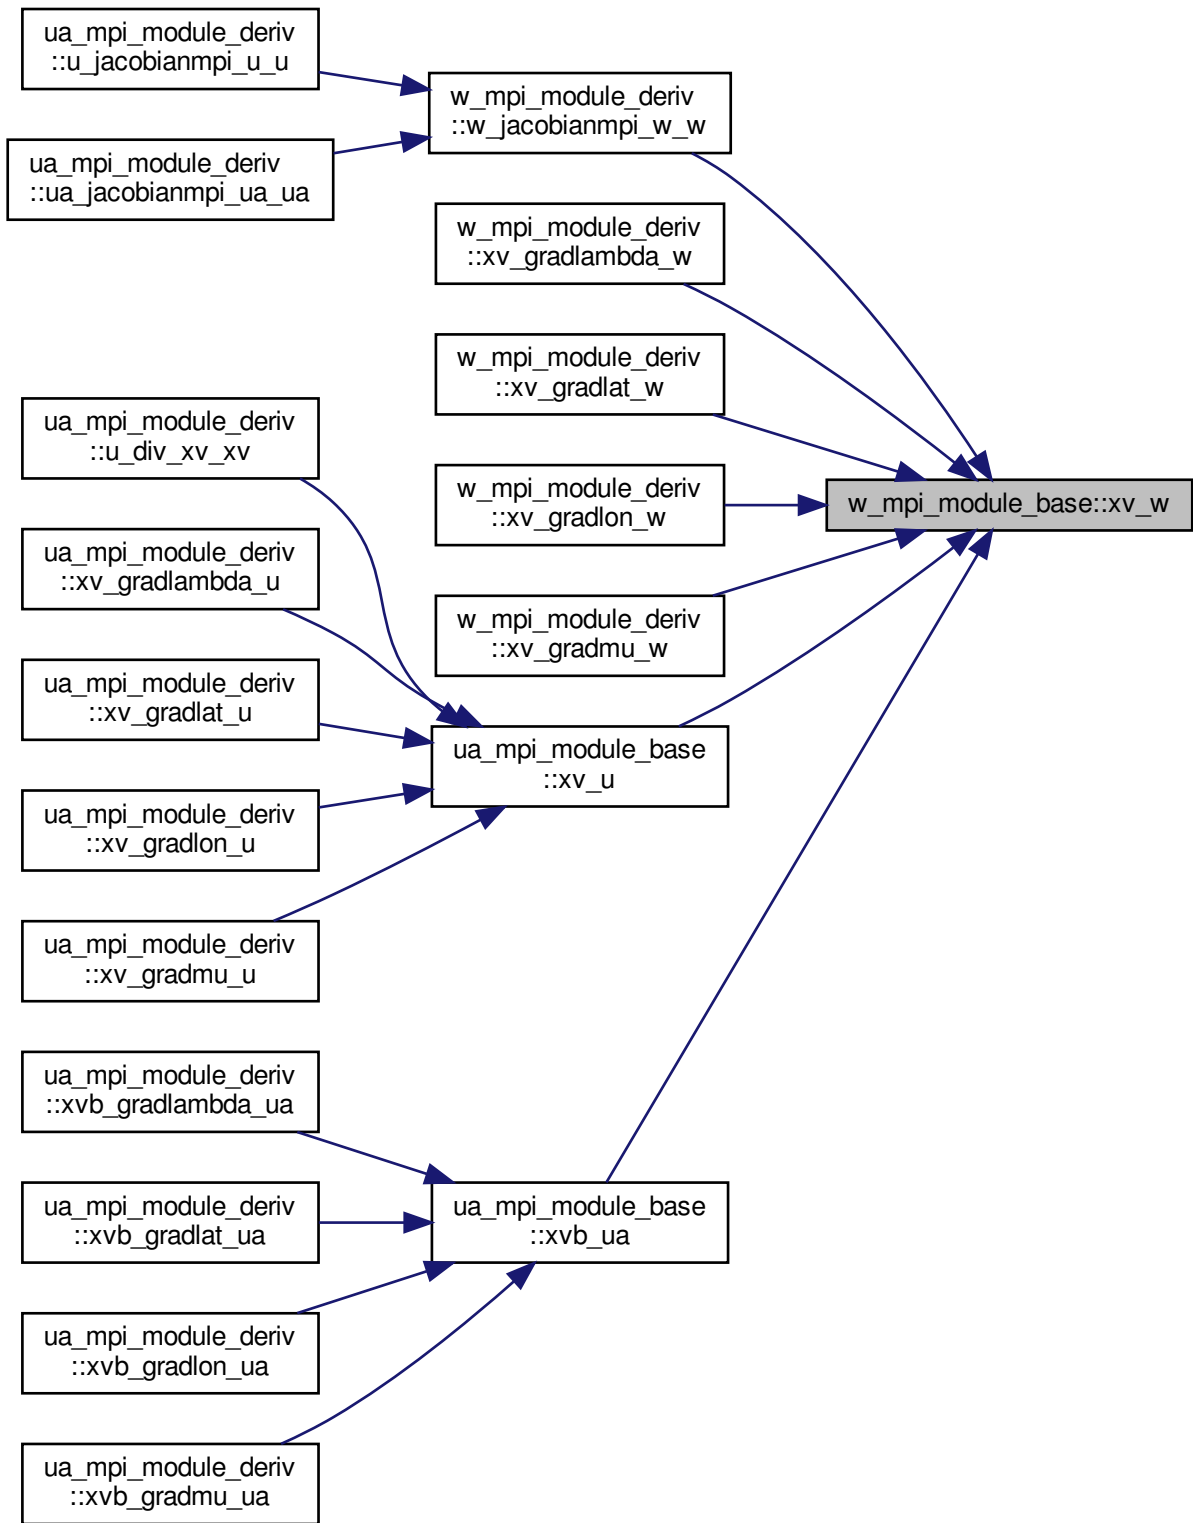 ua_mpi_module_deriv
::u_jacobianmpi_u_u
ua_mpi_module_deriv
::ua_jacobianmpi_ua_ua
w_mpi_module_deriv
::w_jacobianmpi_w_w
w_mpi_module_deriv
::xv_gradlambda_w
w_mpi_module_deriv
::xv_gradlat_w
w_mpi_module_deriv
::xv_gradlon_w
w_mpi_module_deriv
::xv_gradmu_w
w_mpi_module_base::xv_w
ua_mpi_module_deriv
::u_div_xv_xv
ua_mpi_module_deriv
::xv_gradlambda_u
ua_mpi_module_deriv
::xv_gradlat_u
ua_mpi_module_deriv
::xv_gradlon_u
ua_mpi_module_deriv
::xv_gradmu_u
ua_mpi_module_base
::xv_u
ua_mpi_module_deriv
::xvb_gradlambda_ua
ua_mpi_module_deriv
::xvb_gradlat_ua
ua_mpi_module_deriv
::xvb_gradlon_ua
ua_mpi_module_deriv
::xvb_gradmu_ua
ua_mpi_module_base
::xvb_ua